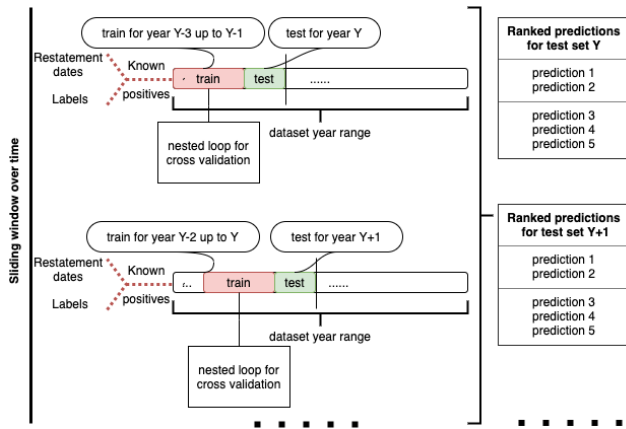 Sliding window over time
train for year Y-3 up to Y-1
test for year Y
Restatement
dates
Known
Labels
positives
train
test
......
dataset year range
nested loop for
cross validation
train for year Y-2 up to Y
test for year Y+1
Restatement
dates
Known
Labels
positives
...
train
test
......
dataset year range
nested loop for
cross validation
Ranked predictions
for test set Y
prediction 1
prediction 2
prediction 3
prediction 4
prediction 5
Ranked predictions
for test set Y+1
prediction 1
prediction 2
prediction 3
prediction 4
prediction 5